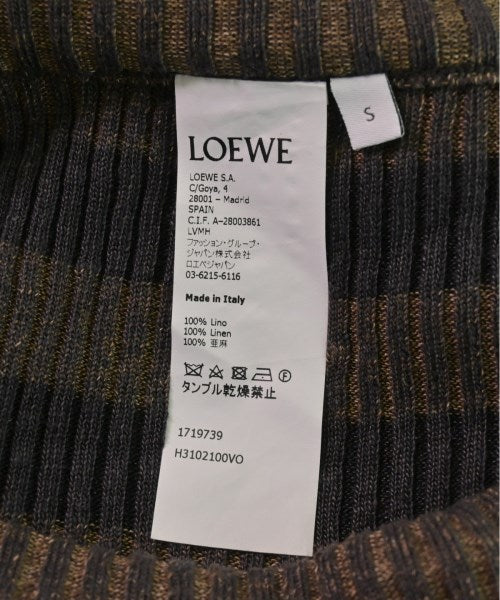 S
LOEWE
LOEWE S.A.
C/Goya, 4
28001 – Madrid
SPAIN
C.I.F. A-28003861
LVMH
ファッション・グループ・
ジャパン株式会社
ロエベジャパン
03-6215-6116
Made in Italy
100% Lino
100% Linen
100% 亜麻
F
タンブル乾燥禁止
1719739
H3102100VO